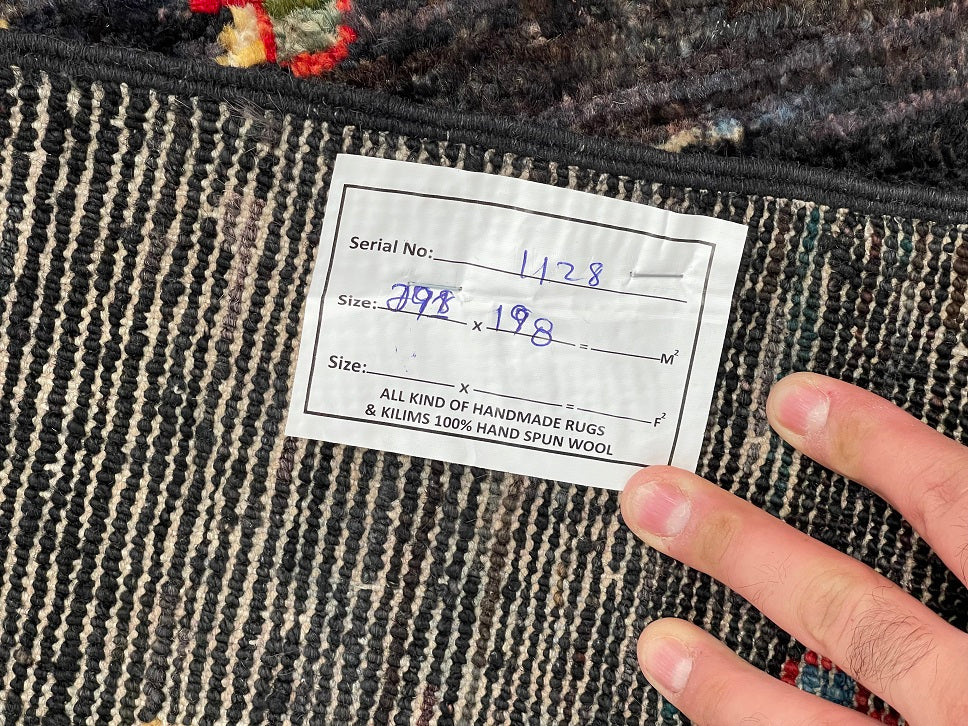 Serial No: 1128
Size: 298 x 198 = M²
Size: x = F²
ALL KIND OF HANDMADE RUGS
& KILIMS 100% HAND SPUN WOOL